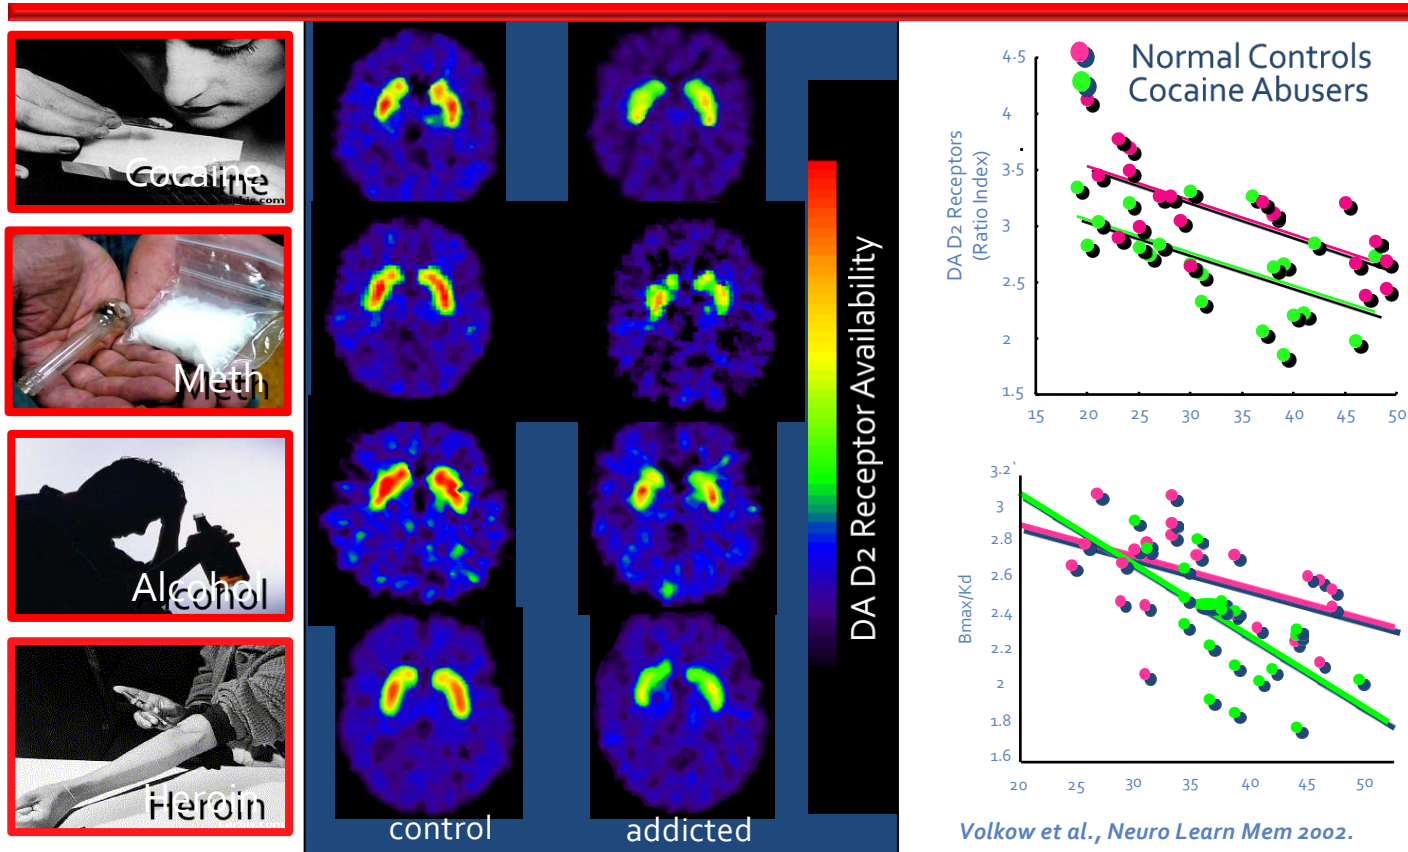 Cocaine
Meth
Alcohol
Heroin
control
addicted
DA D2 Receptor Availability
Normal Controls
Cocaine Abusers
DA D2 Receptors
(Ratio Index)
4.5
4
3.5
3
2.5
2
1.5
15 20 25 30 35 40 45 50
Bmax/Kd
3.2
3
2.8
2.6
2.4
2.2
2
1.8
1.6
20 25 30 35 40 45 50
Volkow et al., Neuro Learn Mem 2002.